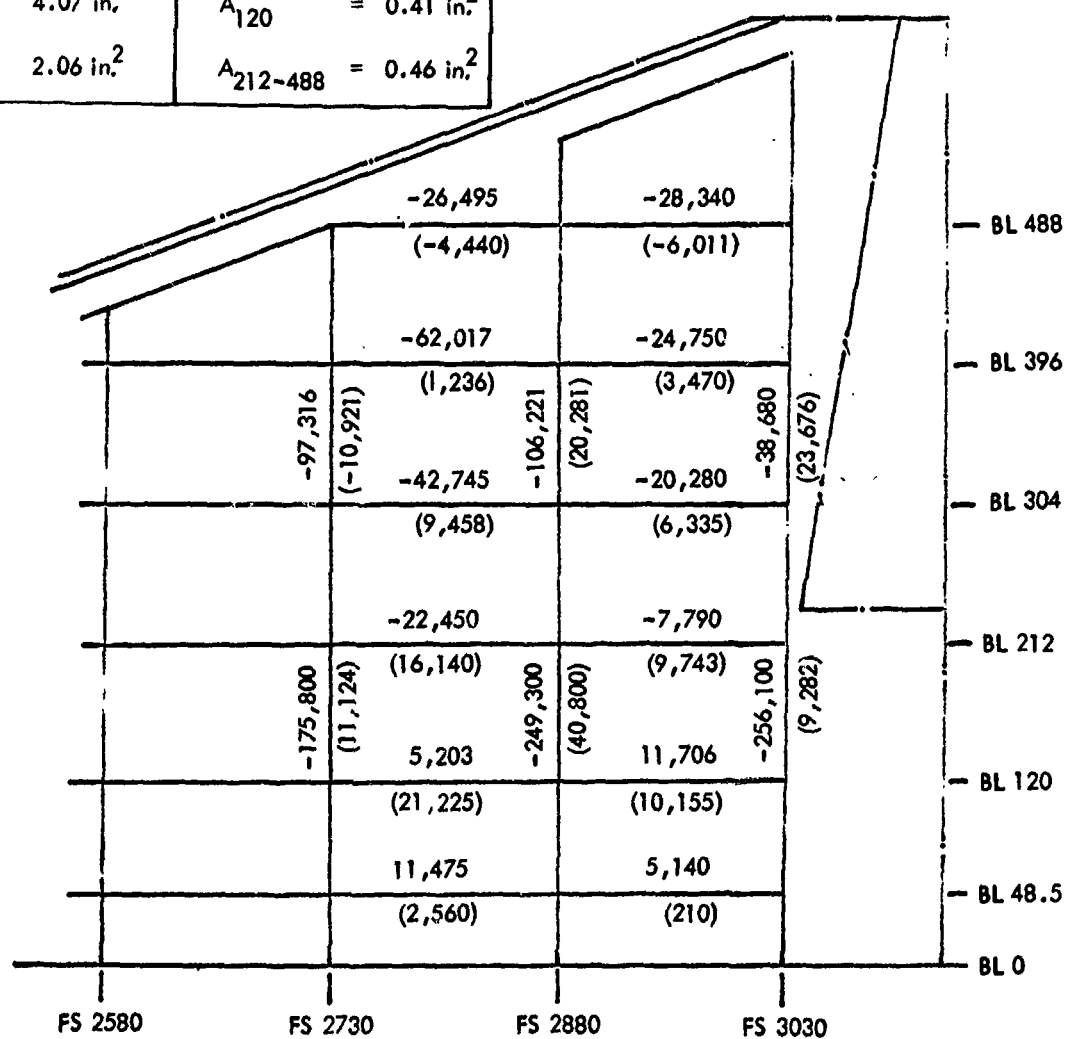 4.07 in.
A120 = 0.41 in.²
2.06 in.²
A212-488 = 0.46 in.²
-26,495
-28,340
BL 488
(-4,440)
(-6,011)
-62,017
-24,750
BL 396
(1,236)
(3,470)
-97,316
(-10,921)
-106,221
(20,281)
-38,680
(23,676)
-42,745
-20,280
BL 304
(9,458)
(6,335)
-22,450
-7,790
BL 212
(16,140)
(9,743)
-175,800
(11,124)
-249,300
(40,800)
-256,100
(9,282)
5,203
11,706
BL 120
(21,225)
(10,155)
11,475
5,140
BL 48.5
(2,560)
(210)
BL 0
FS 2580
FS 2730
FS 2880
FS 3030